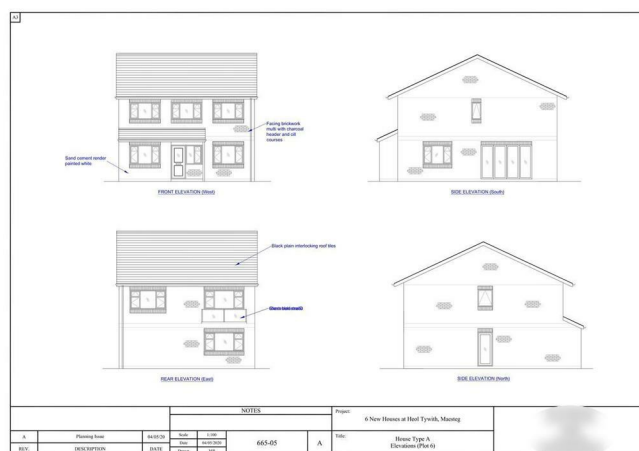 A3
Facing brickwork
multi with charcoal
header and cill
courses
Sand cement render
painted white
FRONT ELEVATION (West)
SIDE ELEVATION (South)
Black plain interlocking roof tiles
REAR ELEVATION (East)
SIDE ELEVATION (North)
NOTES
Project:
6 New Houses at Heol Tywith, Maesteg
A Planning Issue 04/05/20
Scale 1:100
Date 04/05/2020
665-05 A
Title:
House Type A
Elevations (Plot 6)
REV. DESCRIPTION DATE
Drawn